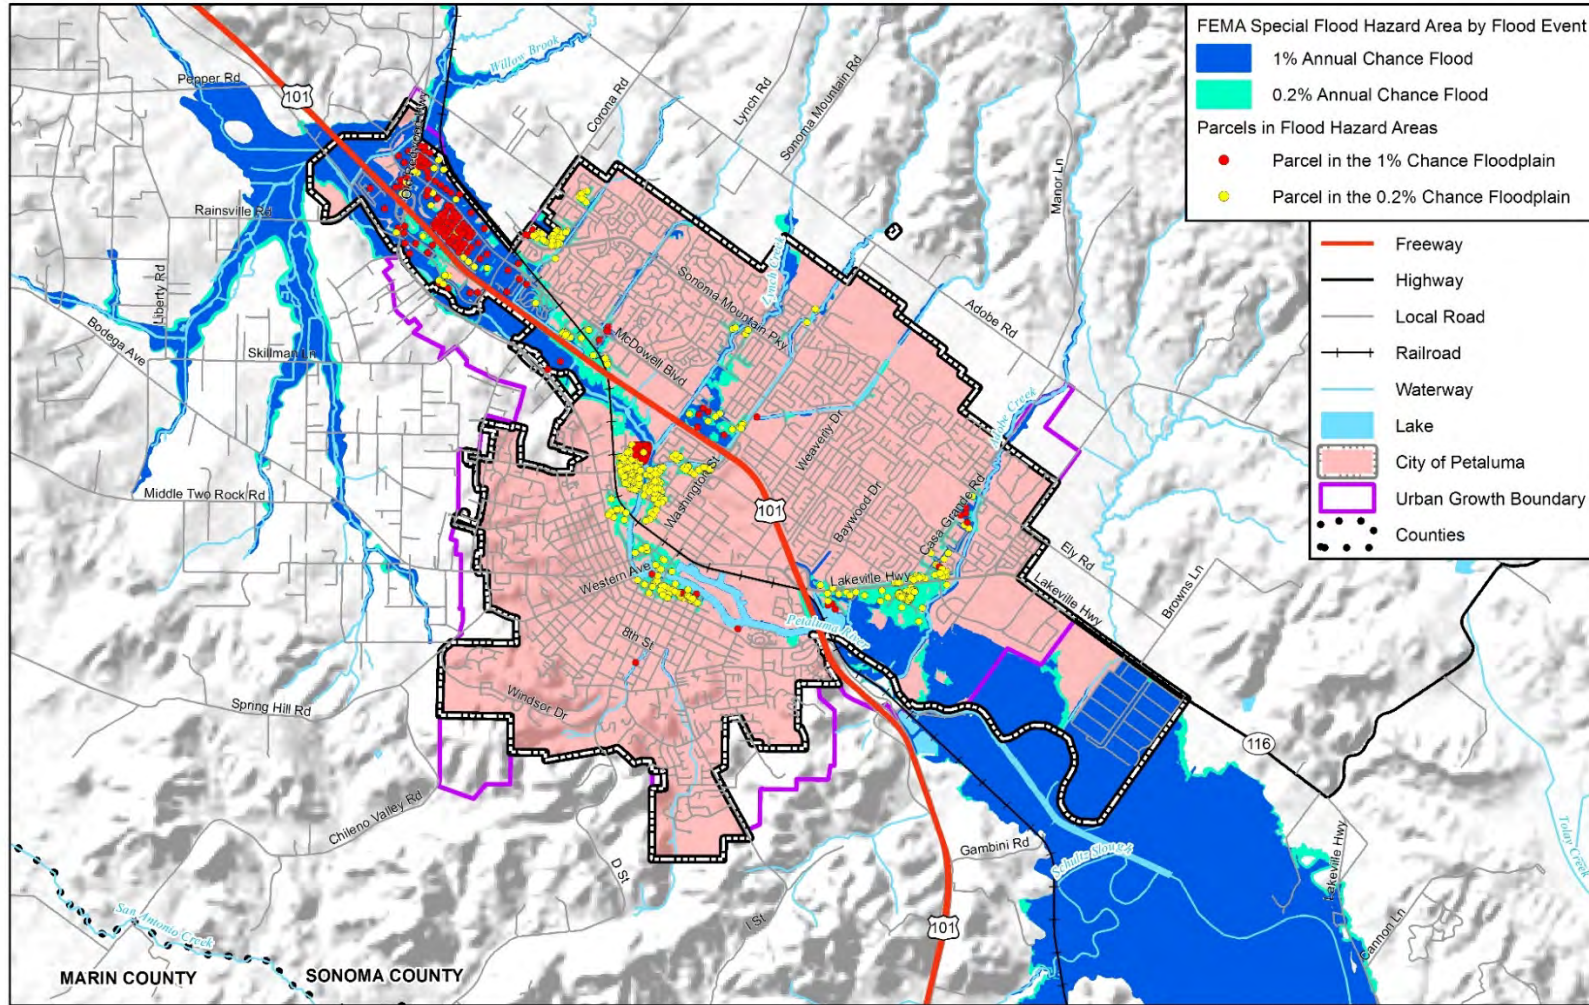 FEMA Special Flood Hazard Area by Flood Event
1% Annual Chance Flood
0.2% Annual Chance Flood
Parcels in Flood Hazard Areas
Parcel in the 1% Chance Floodplain
Parcel in the 0.2% Chance Floodplain
Freeway
Highway
Local Road
Railroad
Waterway
Lake
City of Petaluma
Urban Growth Boundary
Counties
Willow Brook
Pepper Rd
101
Corona Rd
Lynch Rd
Sonoma Mountain Rd
Manor Ln
Old Redwood Hwy
Rainsville Rd
Liberty Rd
Lynch Creek
Sonoma Mountain Pky
Adobe Rd
Bodega Ave
Skillman Ln
McDowell Blvd
Adobe Creek
Weaverly Dr
Washington St
Middle Two Rock Rd
101
Baywood Dr
Casa Grande Rd
Ely Rd
Browns Ln
Western Ave
Lakeville Hwy
Lakeville Hwy
Petaluma River
8th St
Windsor Dr
Spring Hill Rd
116
Chileno Valley Rd
D St
I St
Gambini Rd
Schultz Slough
Lakeville Hwy
Tolay Creek
Cannon Ln
101
San Antonio Creek
MARIN COUNTY
SONOMA COUNTY